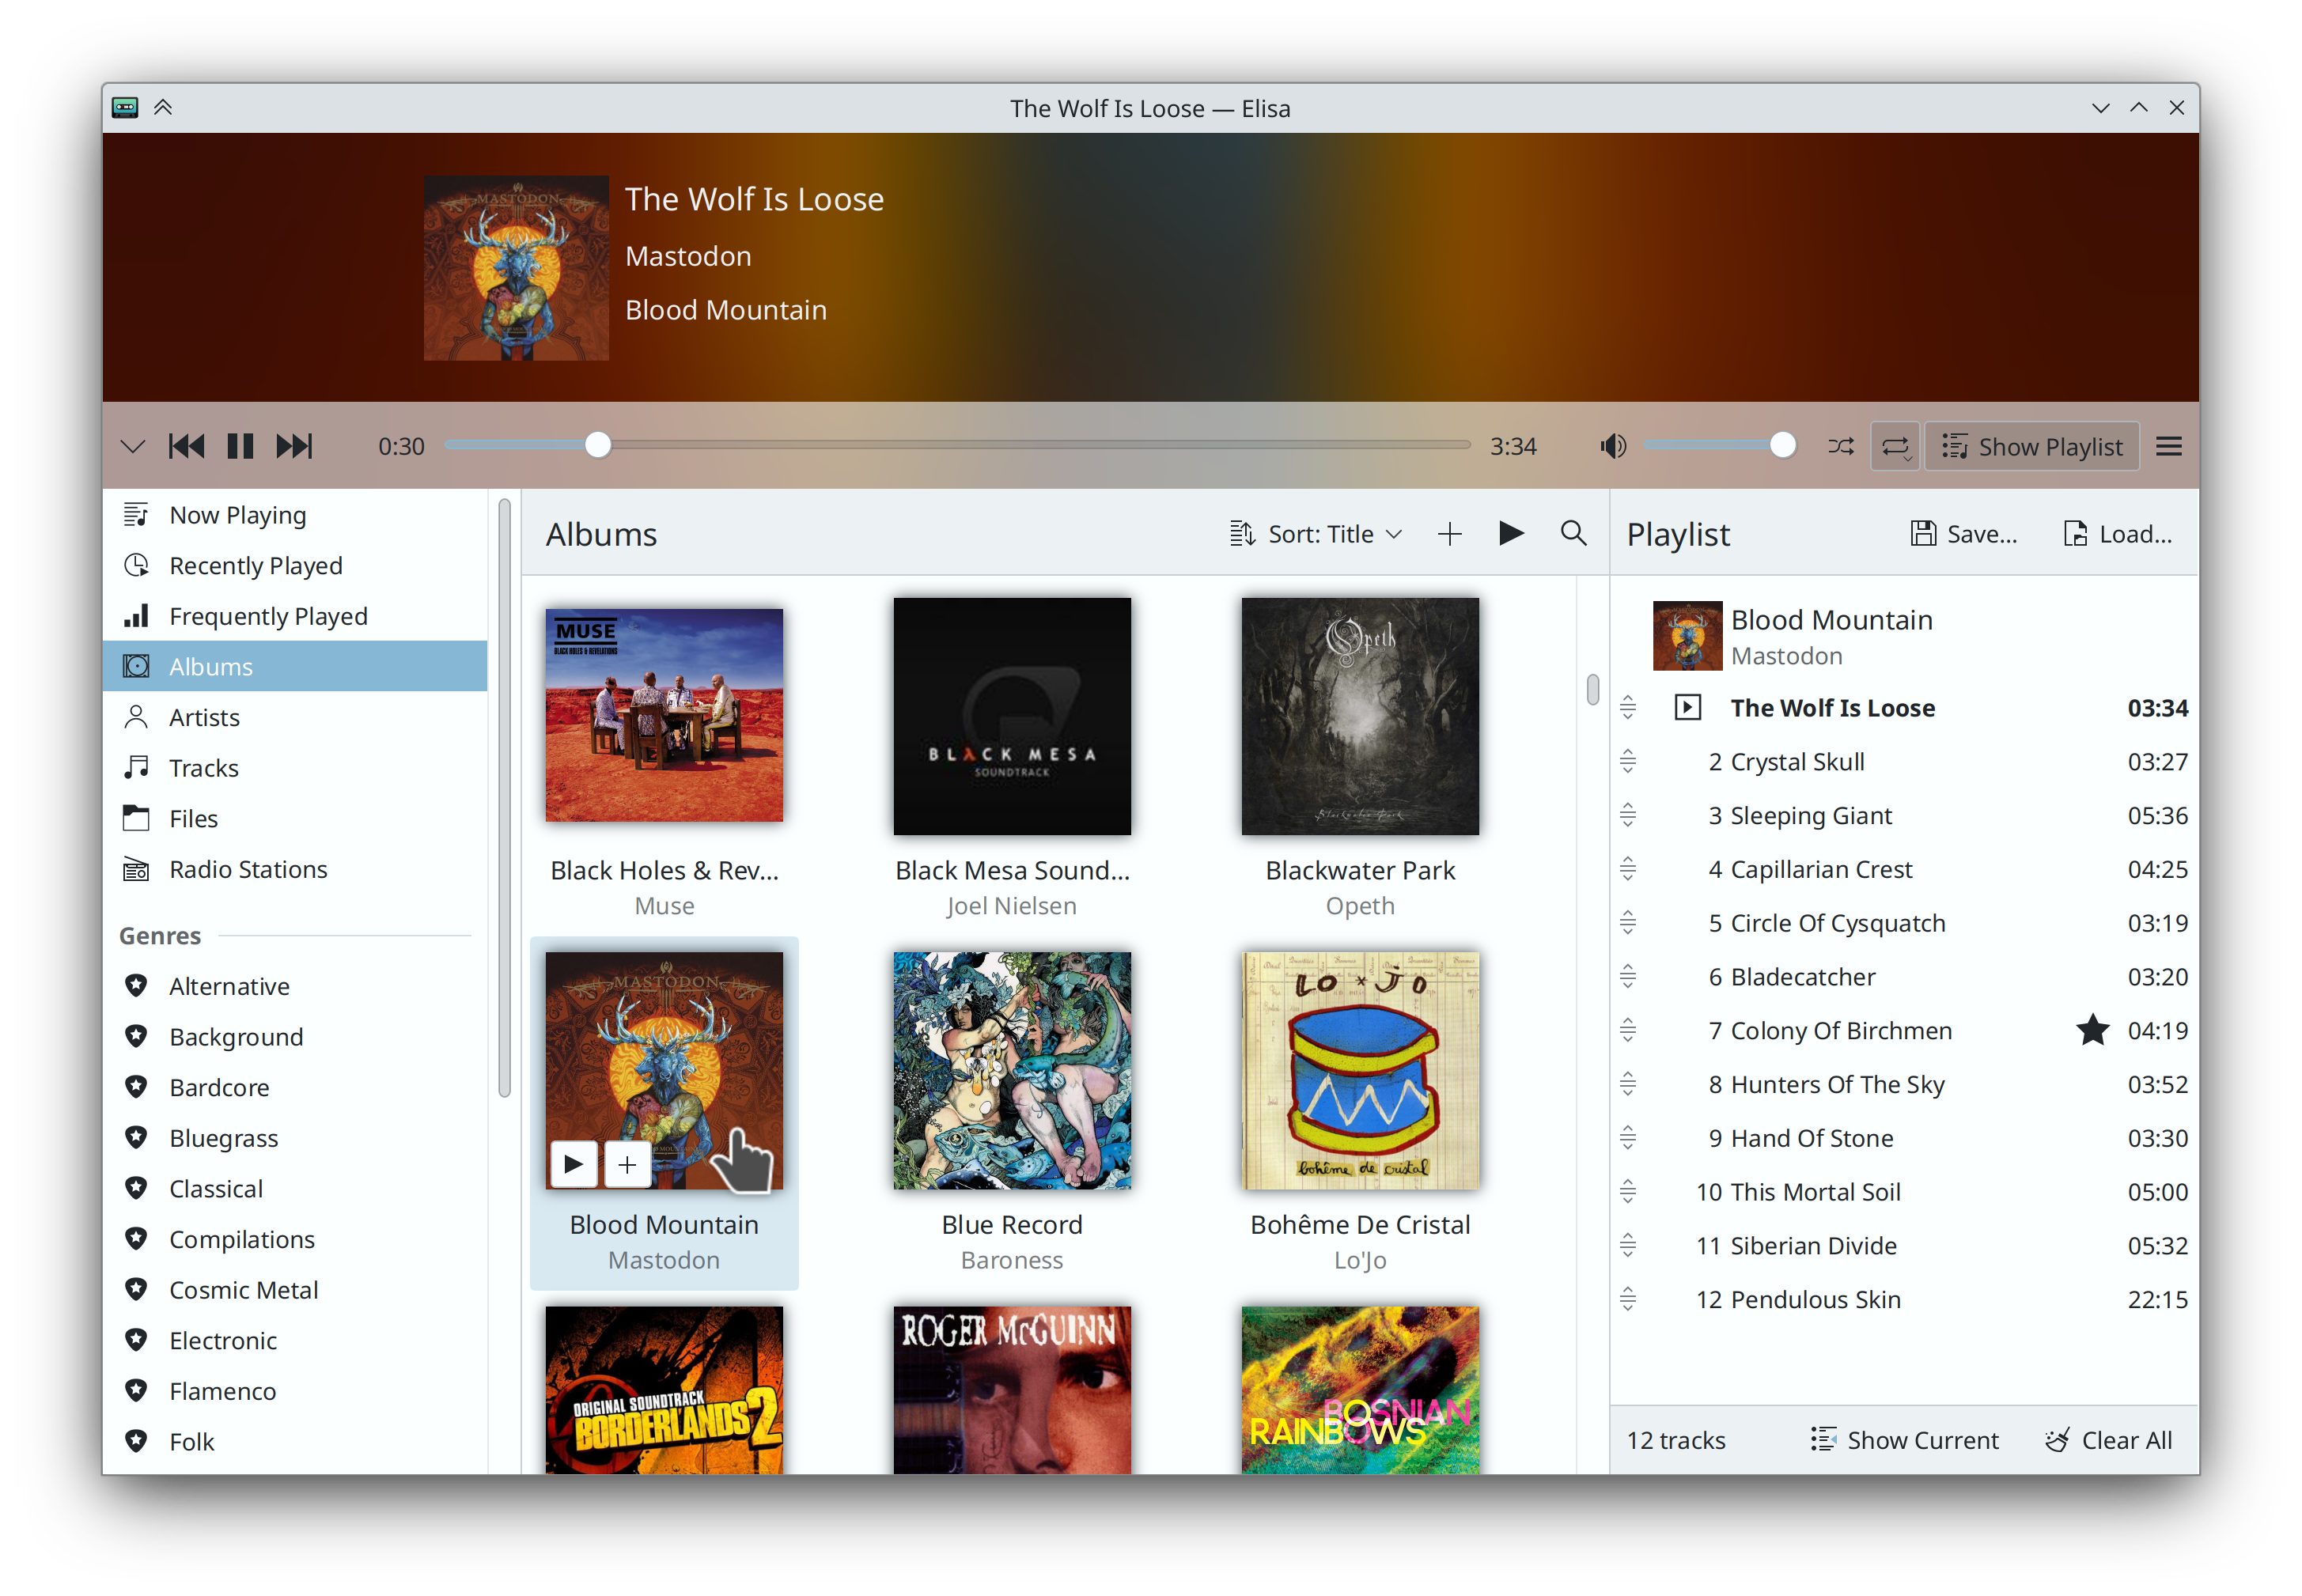 The Wolf Is Loose — Elisa
MASTODON
The Wolf Is Loose
Mastodon
Blood Mountain
0:30
3:34
Show Playlist
Now Playing
Recently Played
Frequently Played
Albums
Artists
Tracks
Files
Radio Stations
Genres
Alternative
Background
Bardcore
Bluegrass
Classical
Compilations
Cosmic Metal
Electronic
Flamenco
Folk
Albums
Sort: Title
MUSE
BLACK HOLES & REVELATIONS
BLACK MESA
SOUNDTRACK
Opeth
Blackwater Park
Black Holes & Rev...
Muse
Black Mesa Sound...
Joel Nielsen
Blackwater Park
Opeth
MASTODON
LO * JO
bohême de cristal
Blood Mountain
Mastodon
Blue Record
Baroness
Bohême De Cristal
Lo'Jo
ORIGINAL SOUNDTRACK
BORDERLANDS 2
ROGER McGUINN
BOSNIAN
RAINBOWS
Playlist
Save...
Load...
Blood Mountain
Mastodon
The Wolf Is Loose 03:34
2 Crystal Skull 03:27
3 Sleeping Giant 05:36
4 Capillarian Crest 04:25
5 Circle Of Cysquatch 03:19
6 Bladecatcher 03:20
7 Colony Of Birchmen 04:19
8 Hunters Of The Sky 03:52
9 Hand Of Stone 03:30
10 This Mortal Soil 05:00
11 Siberian Divide 05:32
12 Pendulous Skin 22:15
12 tracks
Show Current
Clear All